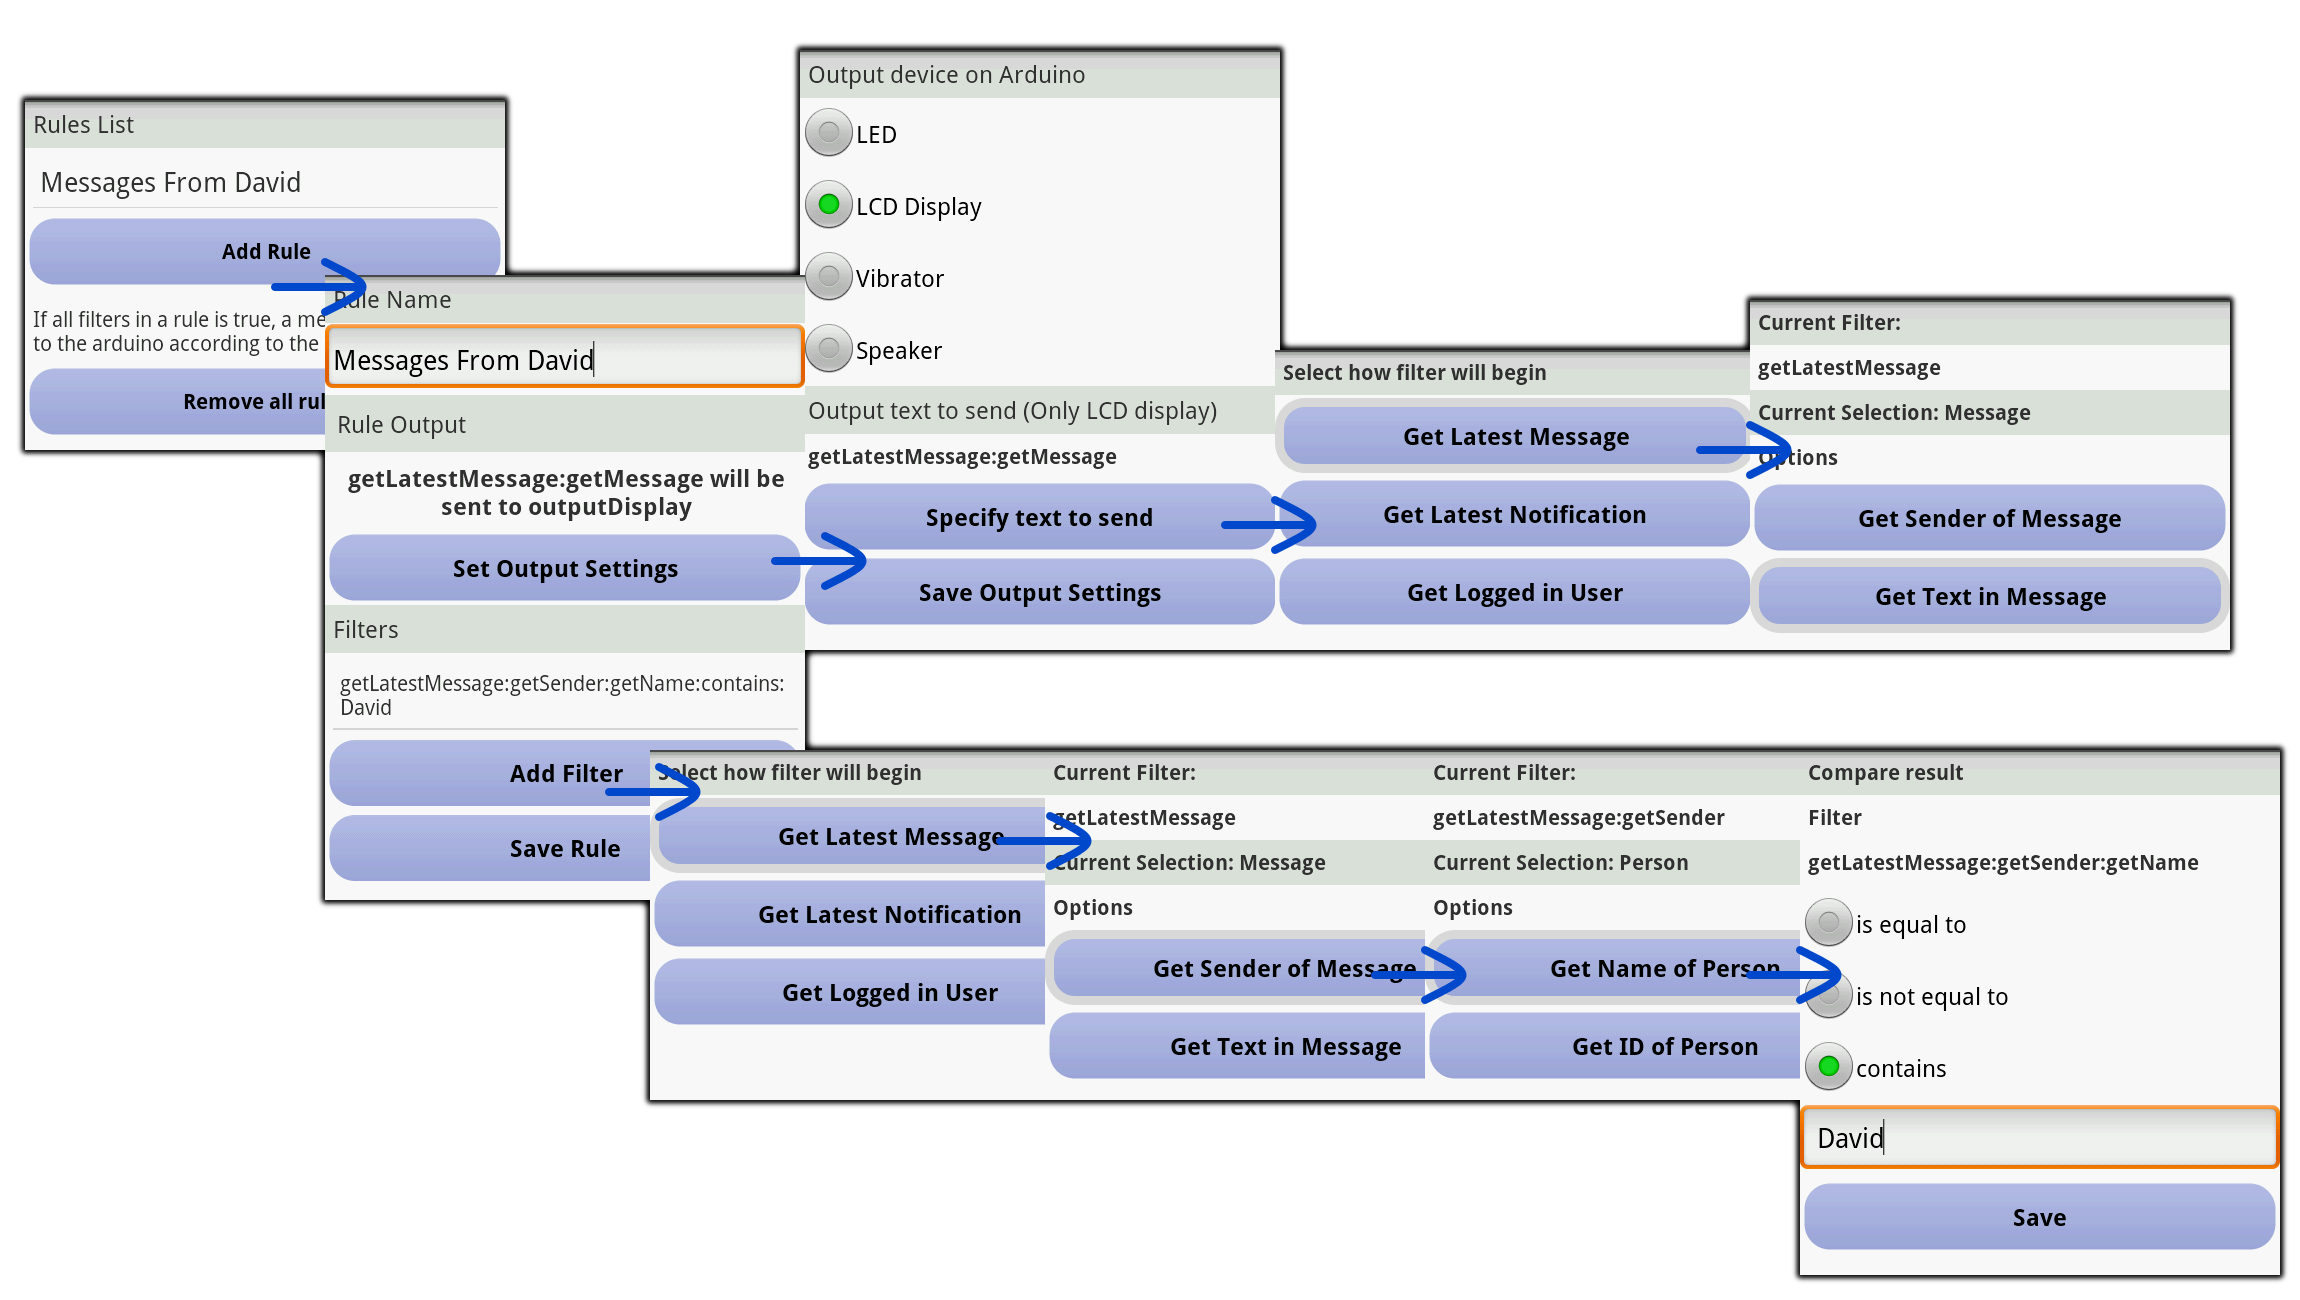 Rules List
Messages From David
Add Rule
If all filters in a rule is true, a me
to the arduino according to the
Remove all rul
Rule Name
Messages From David
Rule Output
getLatestMessage:getMessage will be
sent to outputDisplay
Set Output Settings
Filters
getLatestMessage:getSender:getName:contains:
David
Add Filter
Save Rule
Output device on Arduino
LED
LCD Display
Vibrator
Speaker
Output text to send (Only LCD display)
getLatestMessage:getMessage
Specify text to send
Save Output Settings
Select how filter will begin
Get Latest Message
Get Latest Notification
Get Logged in User
Current Filter:
getLatestMessage
Current Selection: Message
Options
Get Sender of Message
Get Text in Message
Select how filter will begin
Get Latest Message
Get Latest Notification
Get Logged in User
Current Filter:
getLatestMessage
Current Selection: Message
Options
Get Sender of Message
Get Text in Message
Current Filter:
getLatestMessage:getSender
Current Selection: Person
Options
Get Name of Person
Get ID of Person
Compare result
Filter
getLatestMessage:getSender:getName
is equal to
is not equal to
contains
David
Save